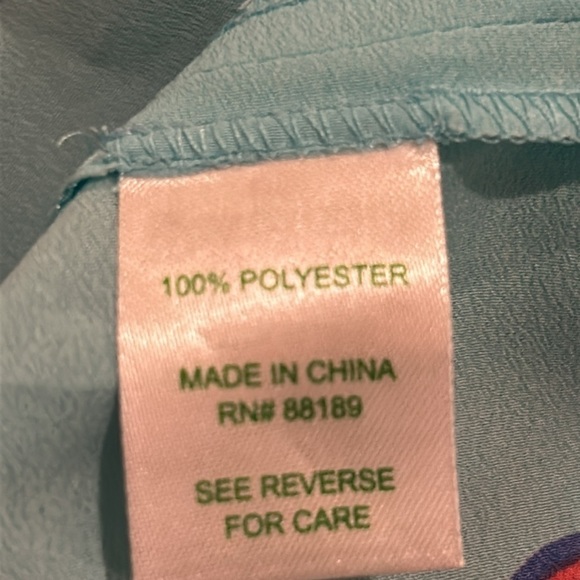 100% POLYESTER
MADE IN CHINA
RN# 88189
SEE REVERSE
FOR CARE